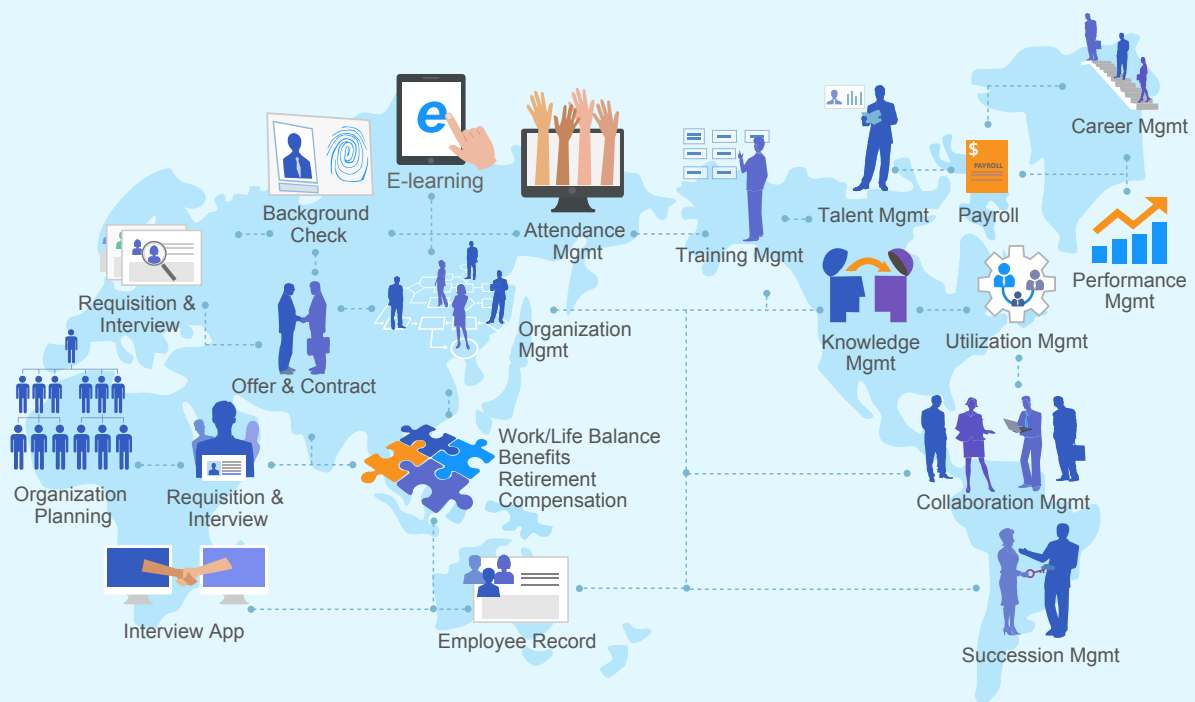 Career Mgmt
e
E-learning
Background
Check
Attendance
Mgmt
Training Mgmt
Talent Mgmt
$
PAYROLL
Payroll
Performance
Mgmt
Requisition &
Interview
Organization
Mgmt
Knowledge
Mgmt
Utilization Mgmt
Offer & Contract
Work/Life Balance
Benefits
Retirement
Compensation
Organization
Planning
Requisition &
Interview
Collaboration Mgmt
Interview App
Employee Record
Succession Mgmt